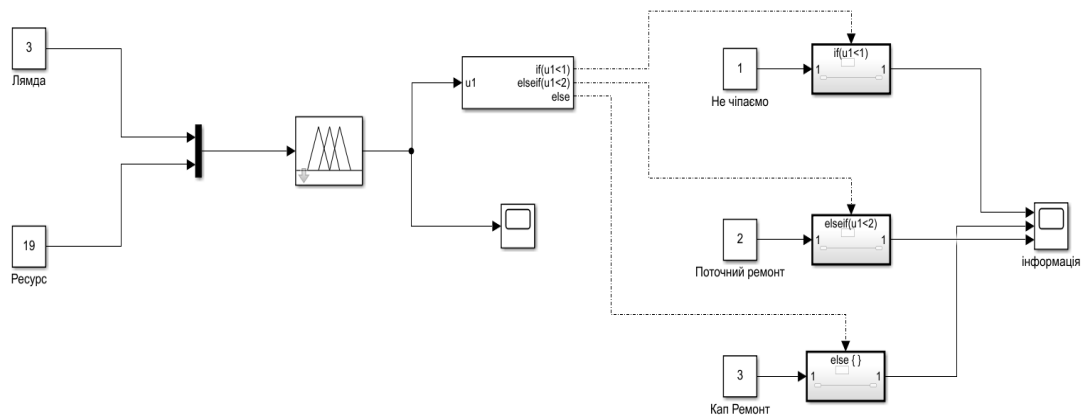 3
Лямда
19
Ресурс
u1
if(u1<1)
elseif(u1<2)
else
1
Не чіпаємо
if(u1<1)
1
1
2
Поточний ремонт
elseif(u1<2)
1
1
3
Кап Ремонт
else { }
1
1
інформація